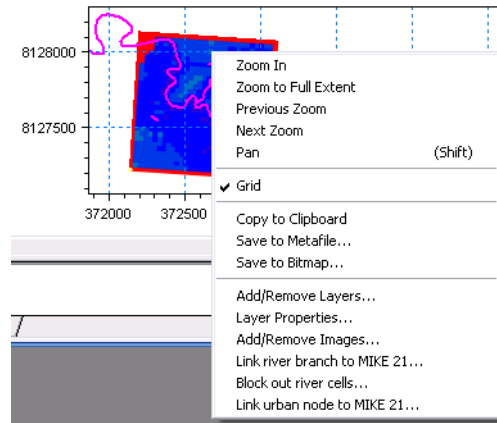 8128000
8127500
372000
372500
Zoom In
Zoom to Full Extent
Previous Zoom
Next Zoom
Pan (Shift)
Grid
Copy to Clipboard
Save to Metafile...
Save to Bitmap...
Add/Remove Layers...
Layer Properties...
Add/Remove Images...
Link river branch to MIKE 21...
Block out river cells...
Link urban node to MIKE 21...